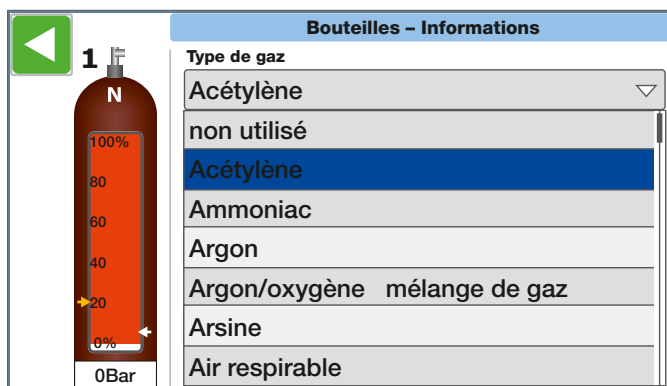 Bouteilles – Informations
1
Type de gaz
N
Acétylène
non utilisé
100%
Acétylène
80
Ammoniac
60
Argon
40
Argon/oxygène mélange de gaz
20
Arsine
0%
Air respirable
0Bar